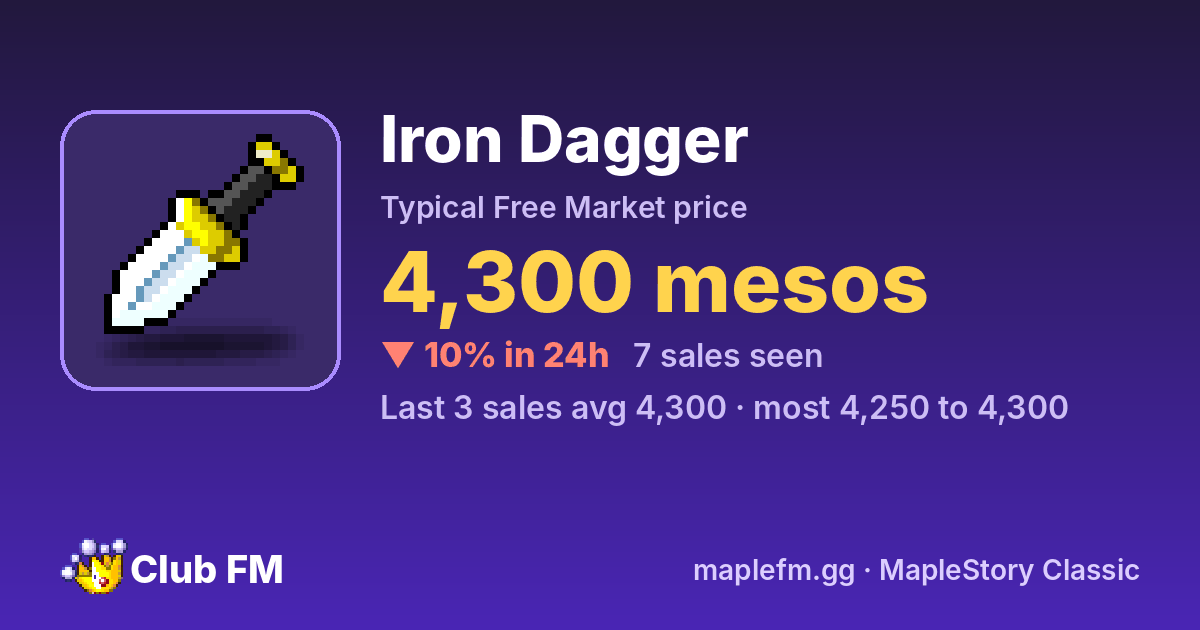 Iron Dagger
Typical Free Market price
4,300 mesos
▼ 10% in 24h 7 sales seen
Last 3 sales avg 4,300 · most 4,250 to 4,300
Club FM
maplefm.gg · MapleStory Classic